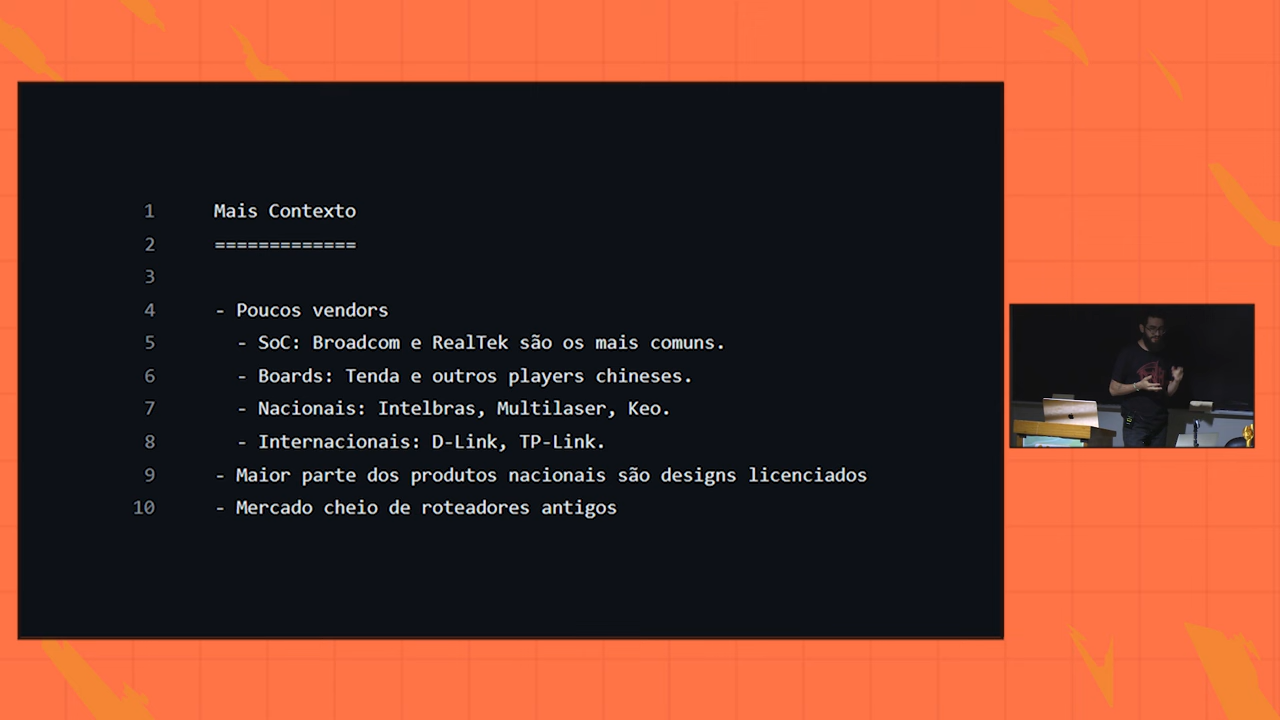 1 Mais Contexto
2 =============
3
4 - Poucos vendors
5 - SoC: Broadcom e RealTek são os mais comuns.
6 - Boards: Tenda e outros players chineses.
7 - Nacionais: Intelbras, Multilaser, Keo.
8 - Internacionais: D-Link, TP-Link.
9 - Maior parte dos produtos nacionais são designs licenciados
10 - Mercado cheio de roteadores antigos